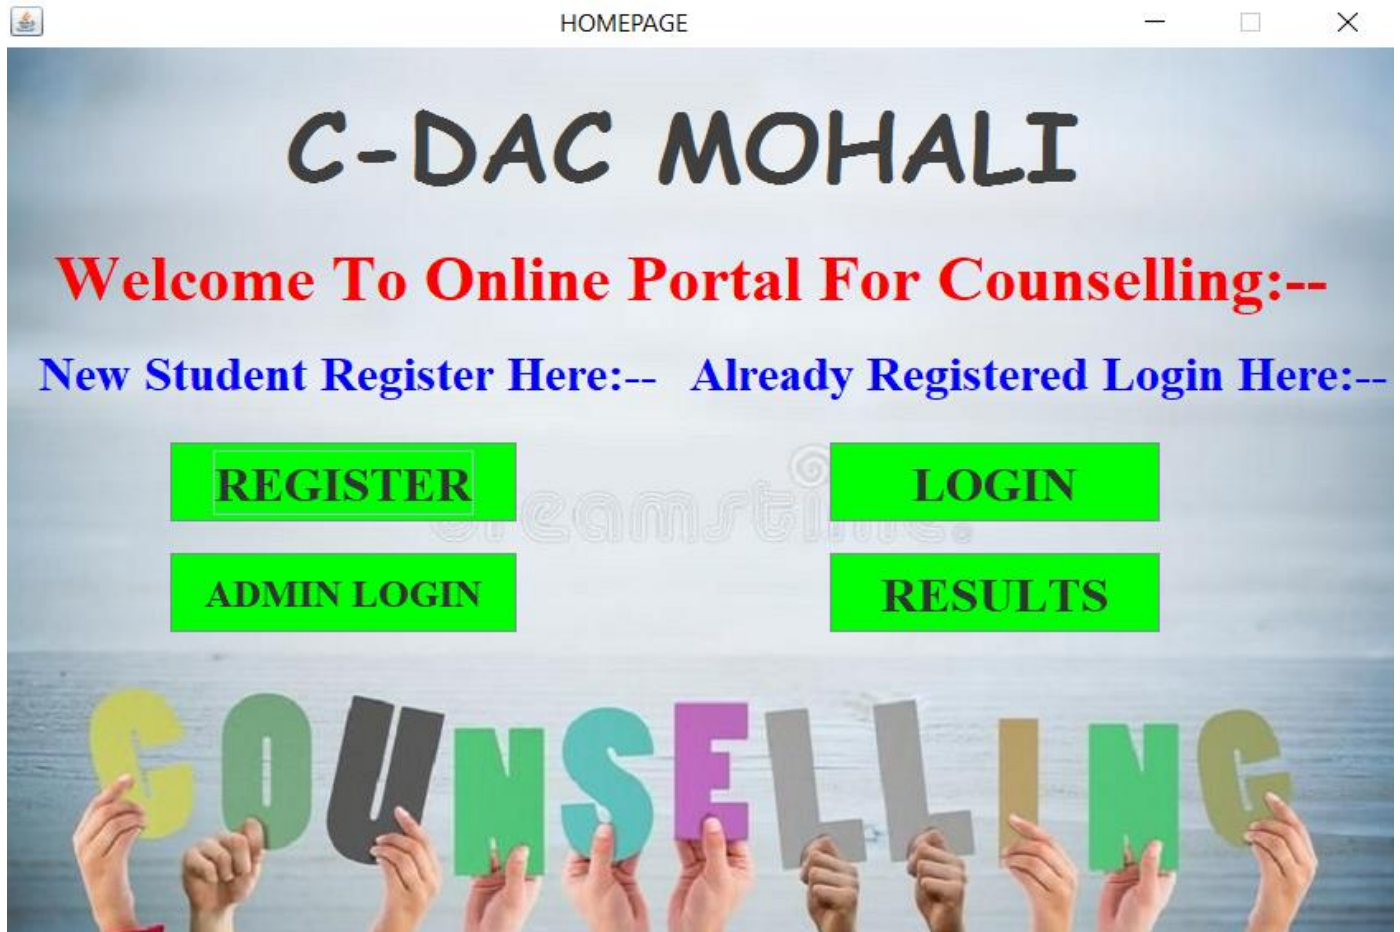 HOMEPAGE
C-DAC MOHALI
Welcome To Online Portal For Counselling:--
New Student Register Here:-- Already Registered Login Here:--
REGISTER LOGIN
dreamstime.
ADMIN LOGIN RESULTS
COUNSELLING